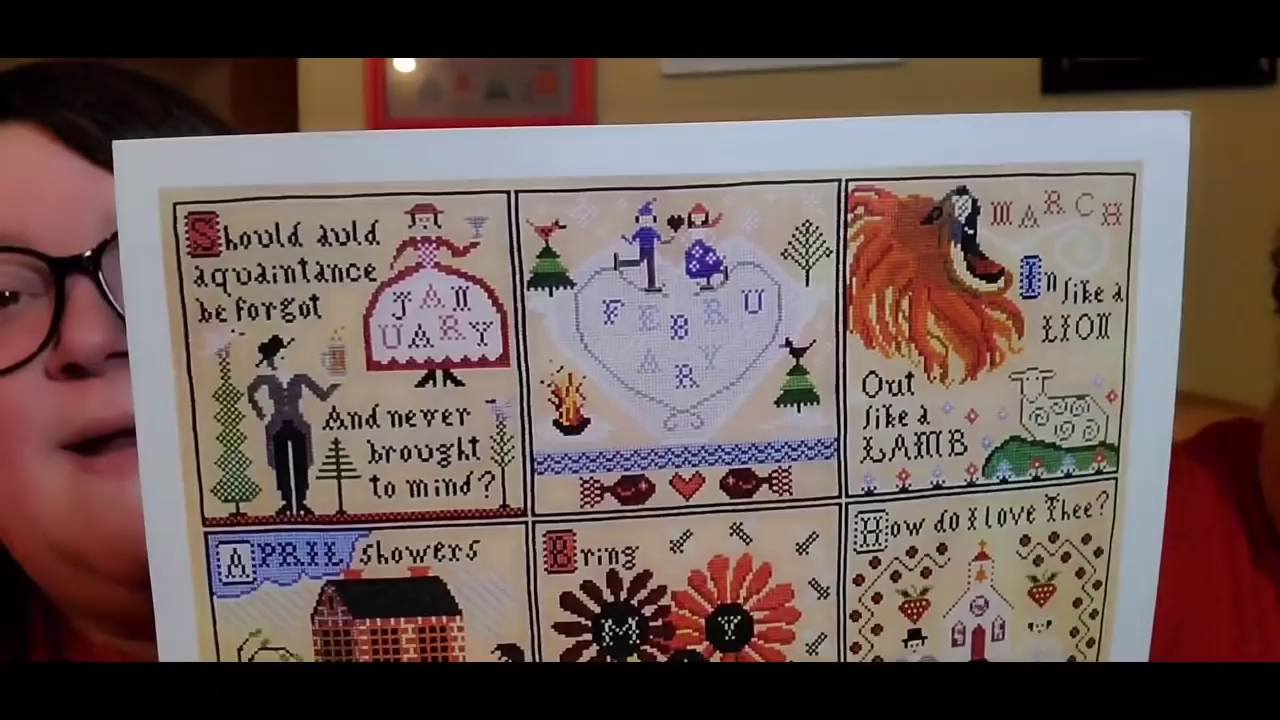 Should auld
aquaintance
be forgot
JAN
UARY
And never
brought
to mind?
FEBRU
ARY
MARCH
In like a
LION
Out
like a
LAMB
APRIL showers
Bring
M Y
How do I love Thee?